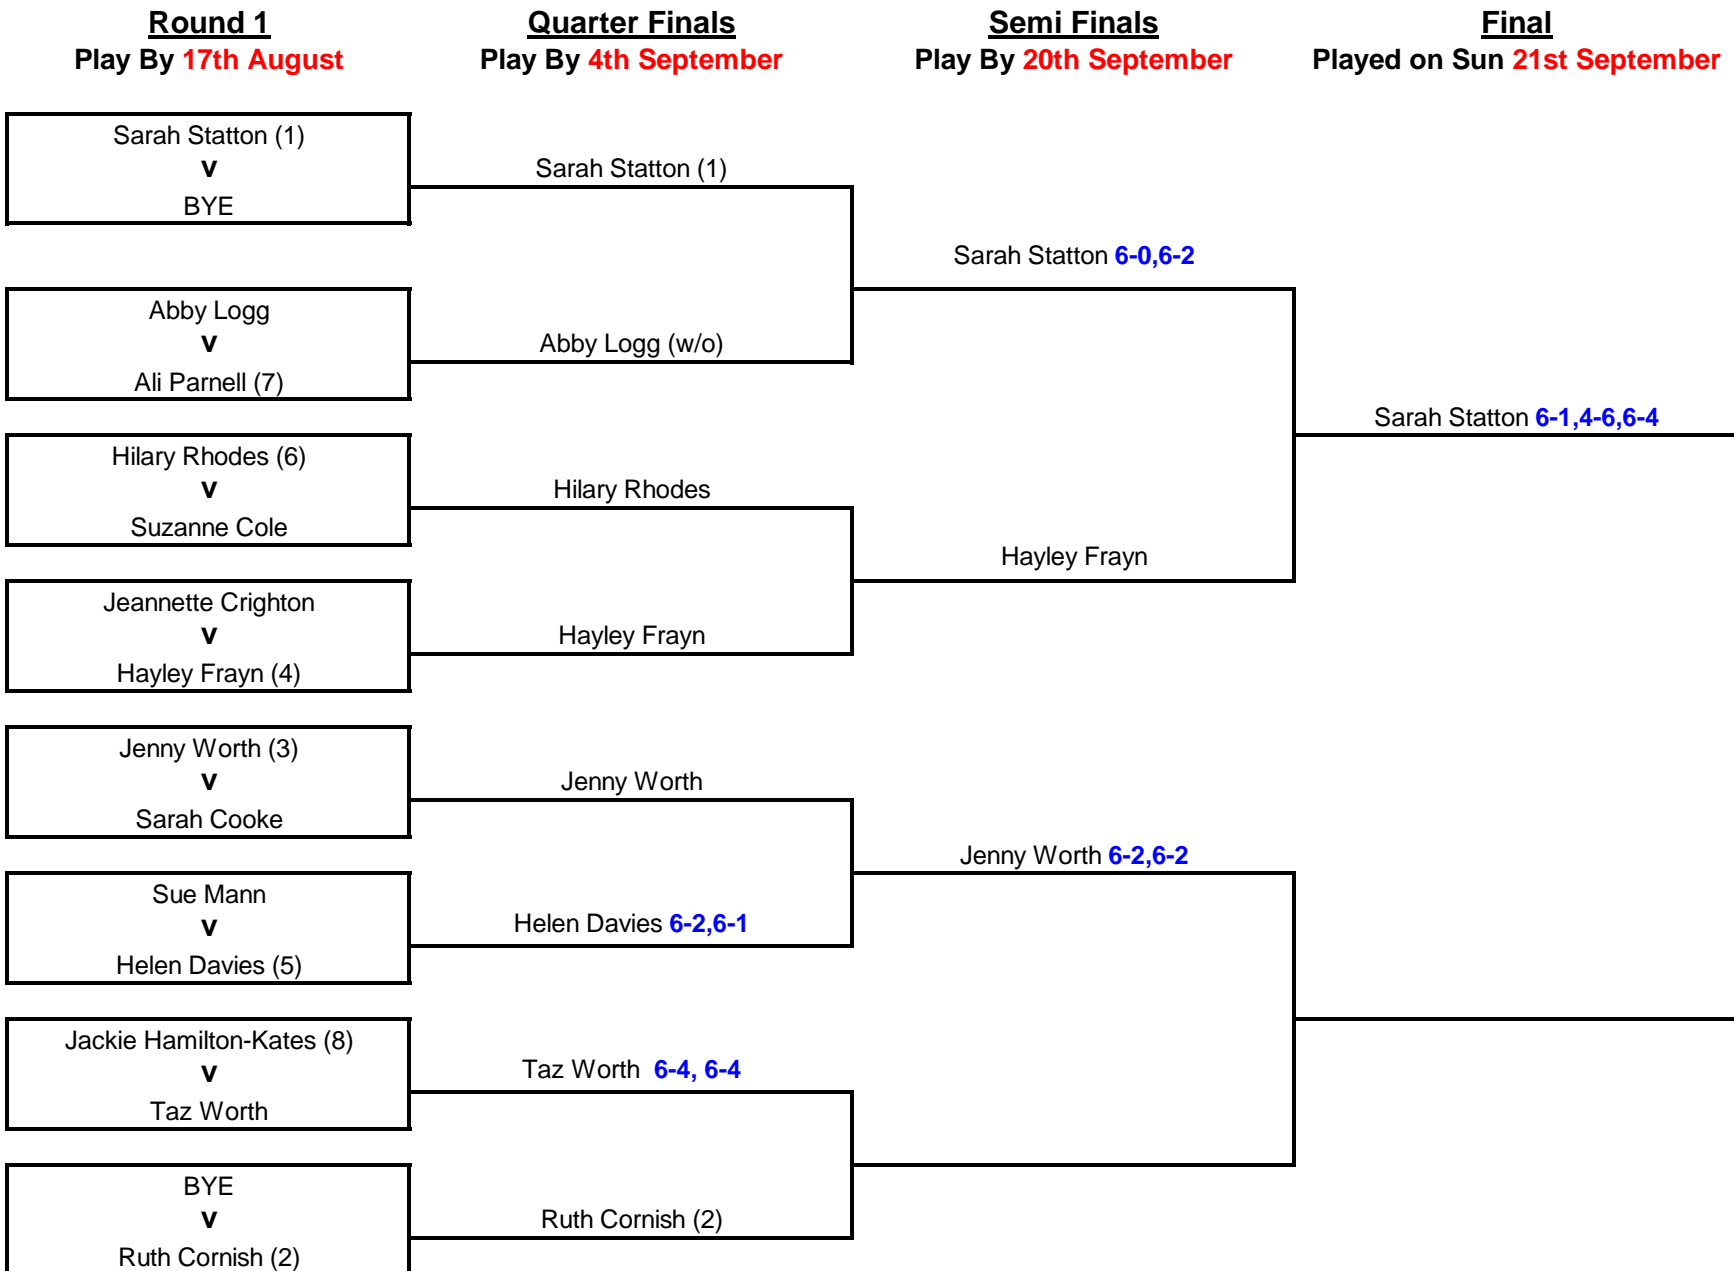 Round 1
Play By 17th August
Quarter Finals
Play By 4th September
Semi Finals
Play By 20th September
Final
Played on Sun 21st September
Sarah Statton (1)
v
BYE
Abby Logg
v
Ali Parnell (7)
Hilary Rhodes (6)
v
Suzanne Cole
Jeannette Crighton
v
Hayley Frayn (4)
Jenny Worth (3)
v
Sarah Cooke
Sue Mann
v
Helen Davies (5)
Jackie Hamilton-Kates (8)
v
Taz Worth
BYE
v
Ruth Cornish (2)
Sarah Statton (1)
Abby Logg (w/o)
Hilary Rhodes
Hayley Frayn
Jenny Worth
Helen Davies 6-2,6-1
Taz Worth 6-4, 6-4
Ruth Cornish (2)
Sarah Statton 6-0,6-2
Hayley Frayn
Jenny Worth 6-2,6-2
Sarah Statton 6-1,4-6,6-4